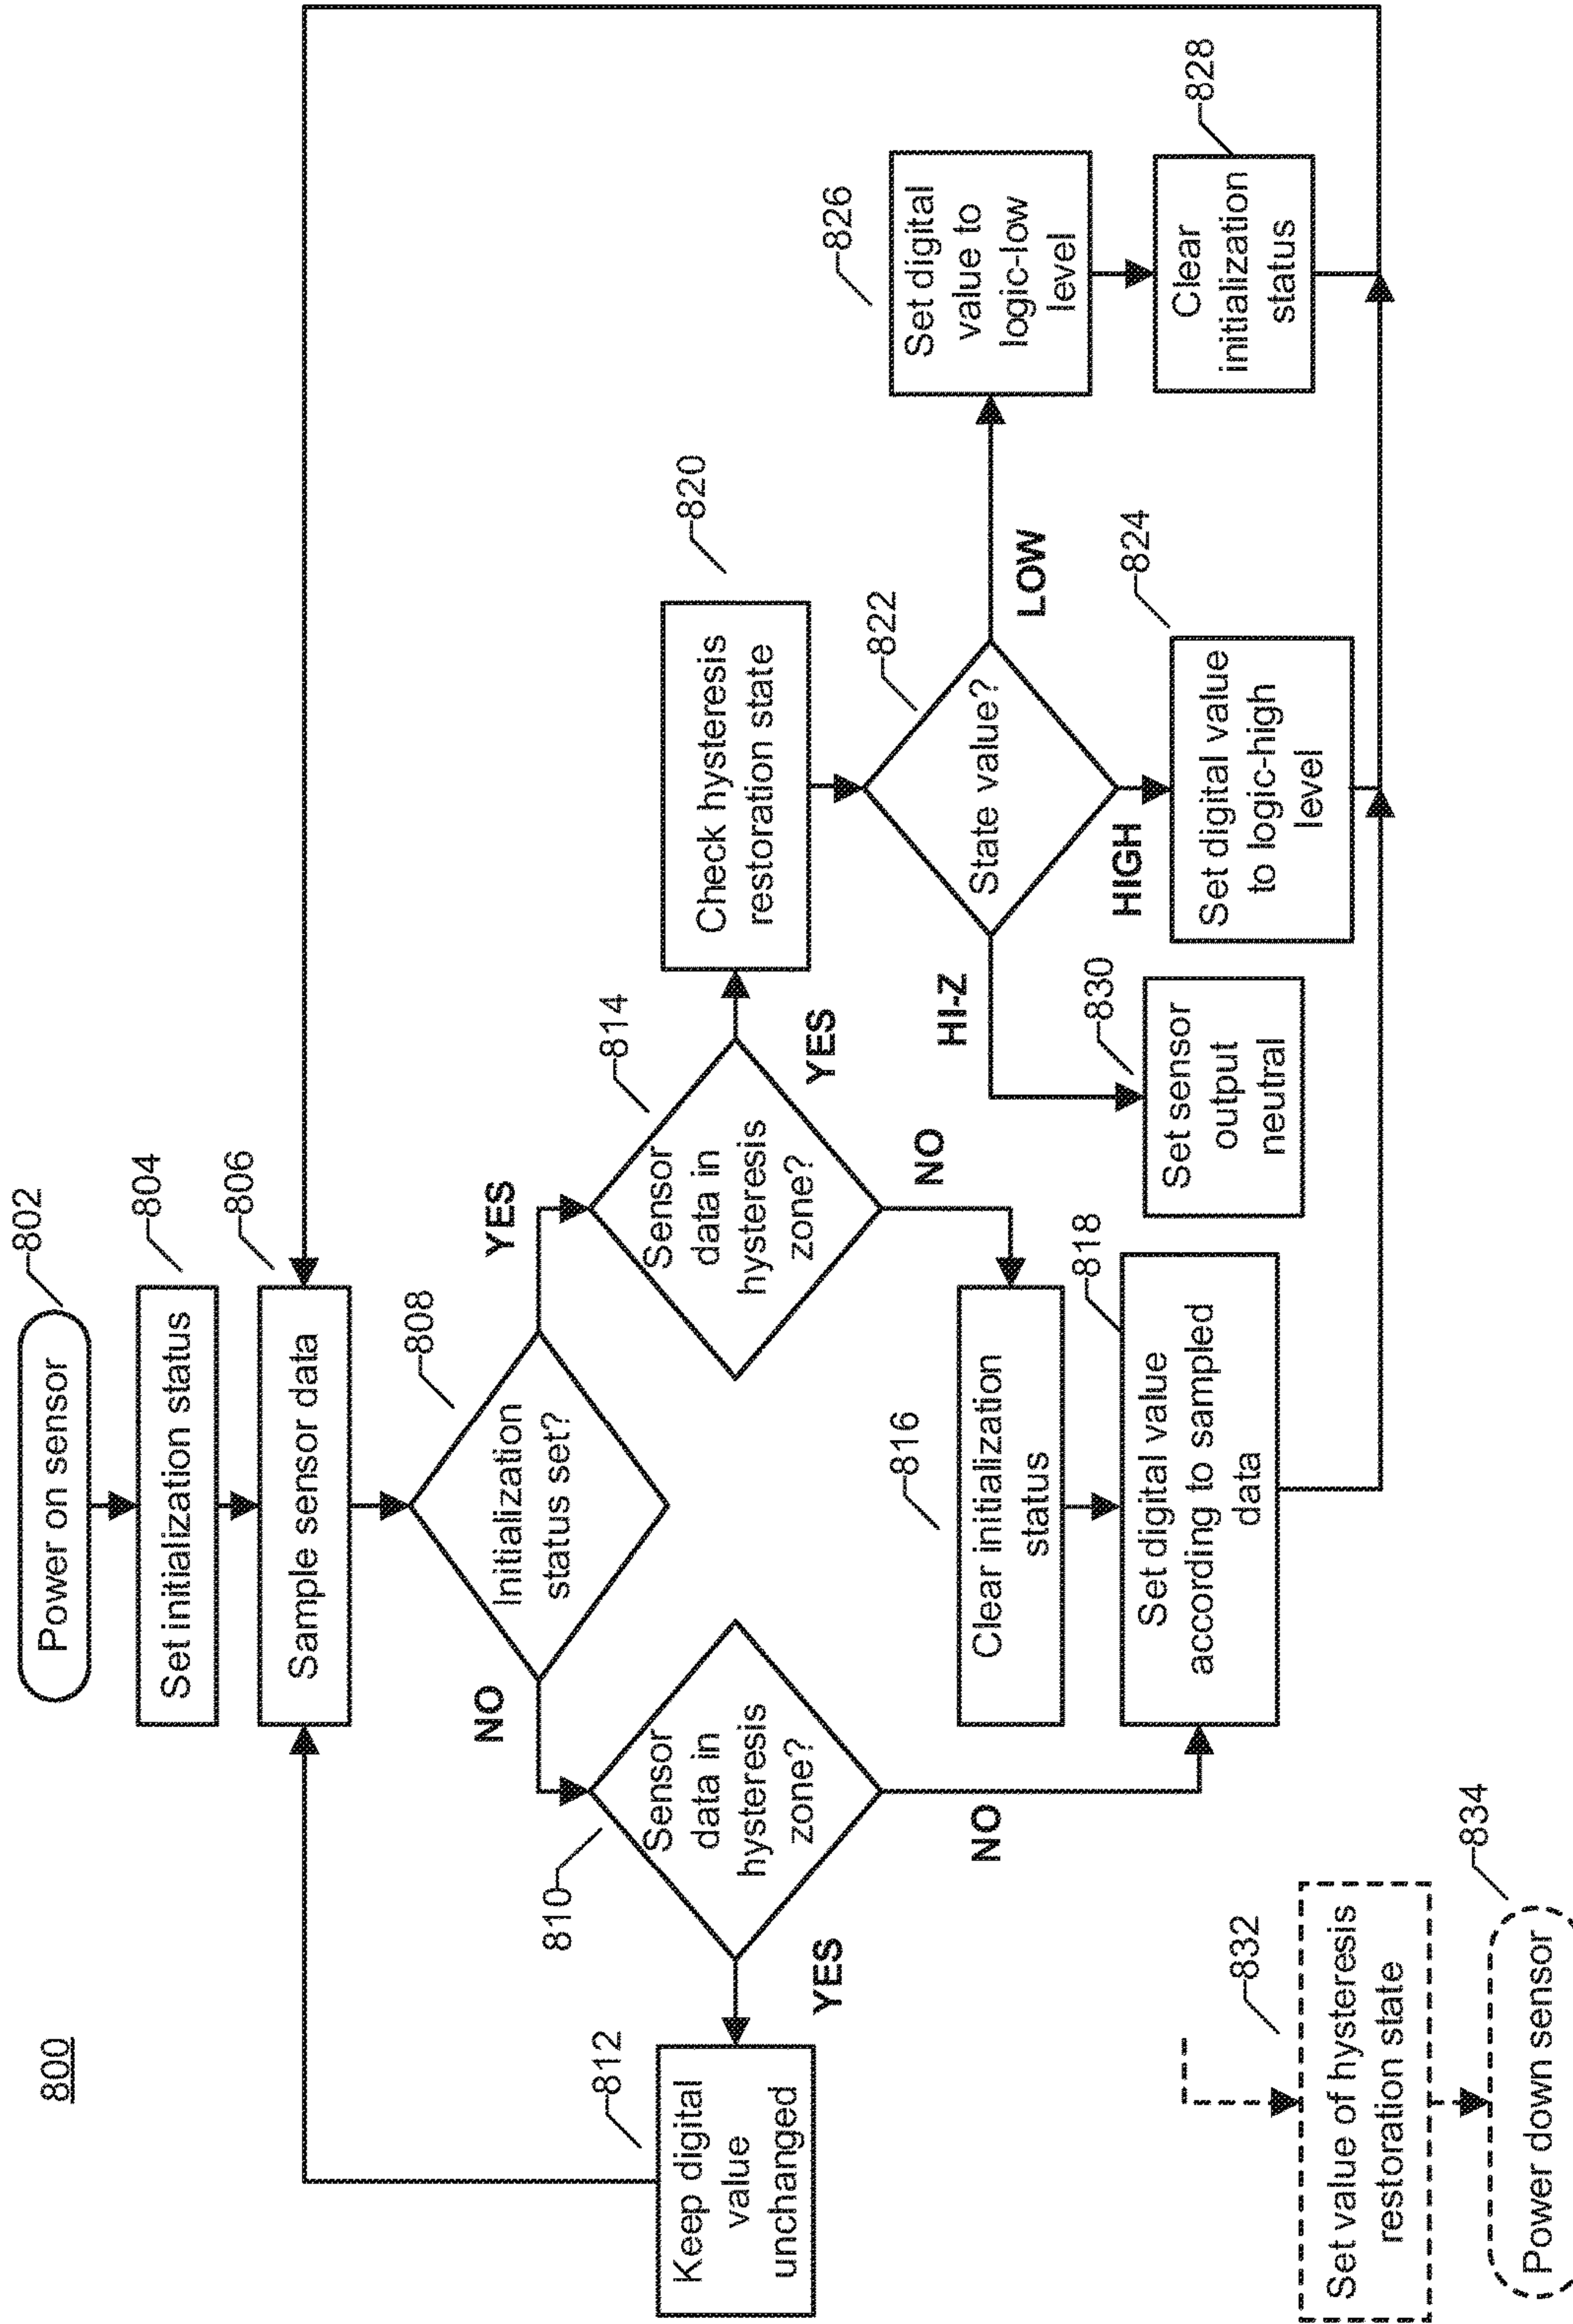 800
Power on sensor
802
Set initialization status
804
Sample sensor data
806
Initialization
status set?
808
NO
YES
Sensor
data in
hysteresis
zone?
810
YES
NO
Keep digital
value
unchanged
812
Sensor
data in
hysteresis
zone?
814
YES
NO
Clear initialization
status
816
Set digital value
according to sampled
data
818
Check hysteresis
restoration state
820
State value?
822
HI-Z
HIGH
LOW
Set sensor
output
neutral
830
Set digital value
to logic-high
level
824
Set digital
value to
logic-low
level
826
Clear
initialization
status
828
Set value of hysteresis
restoration state
832
Power down sensor
834